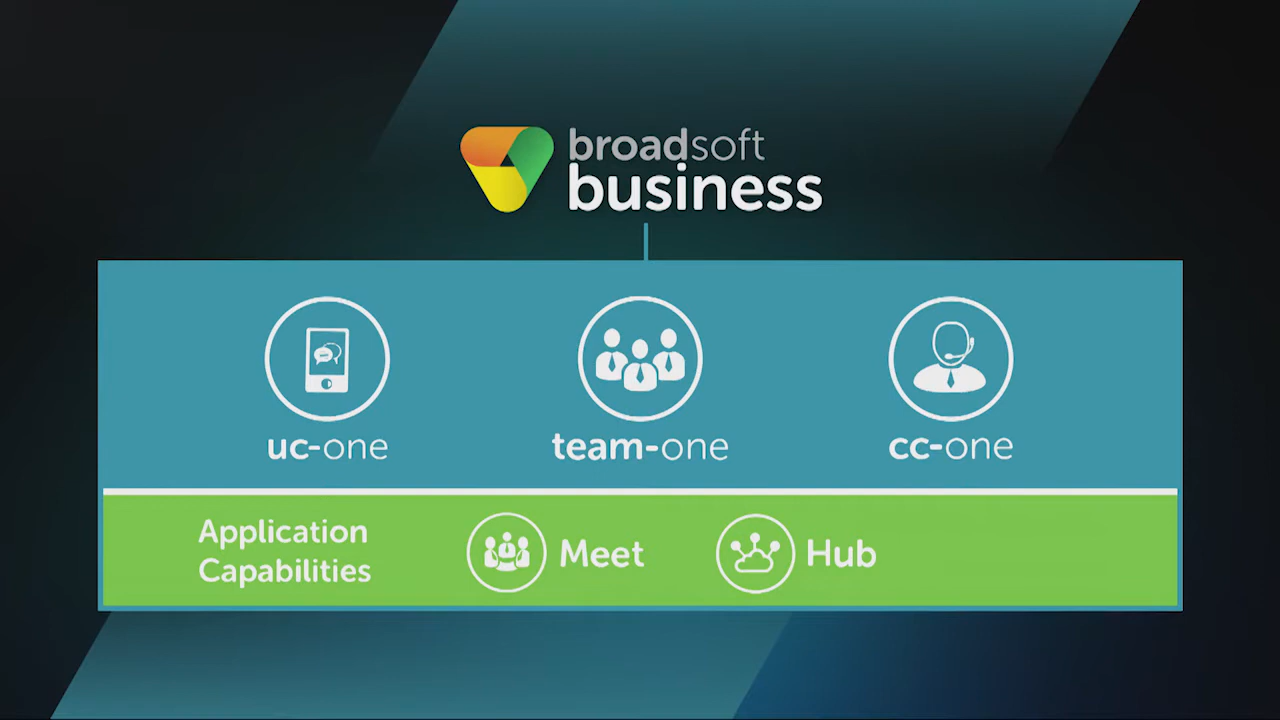 broadsoft
business
uc-one
team-one
cc-one
Application
Capabilities
Meet
Hub